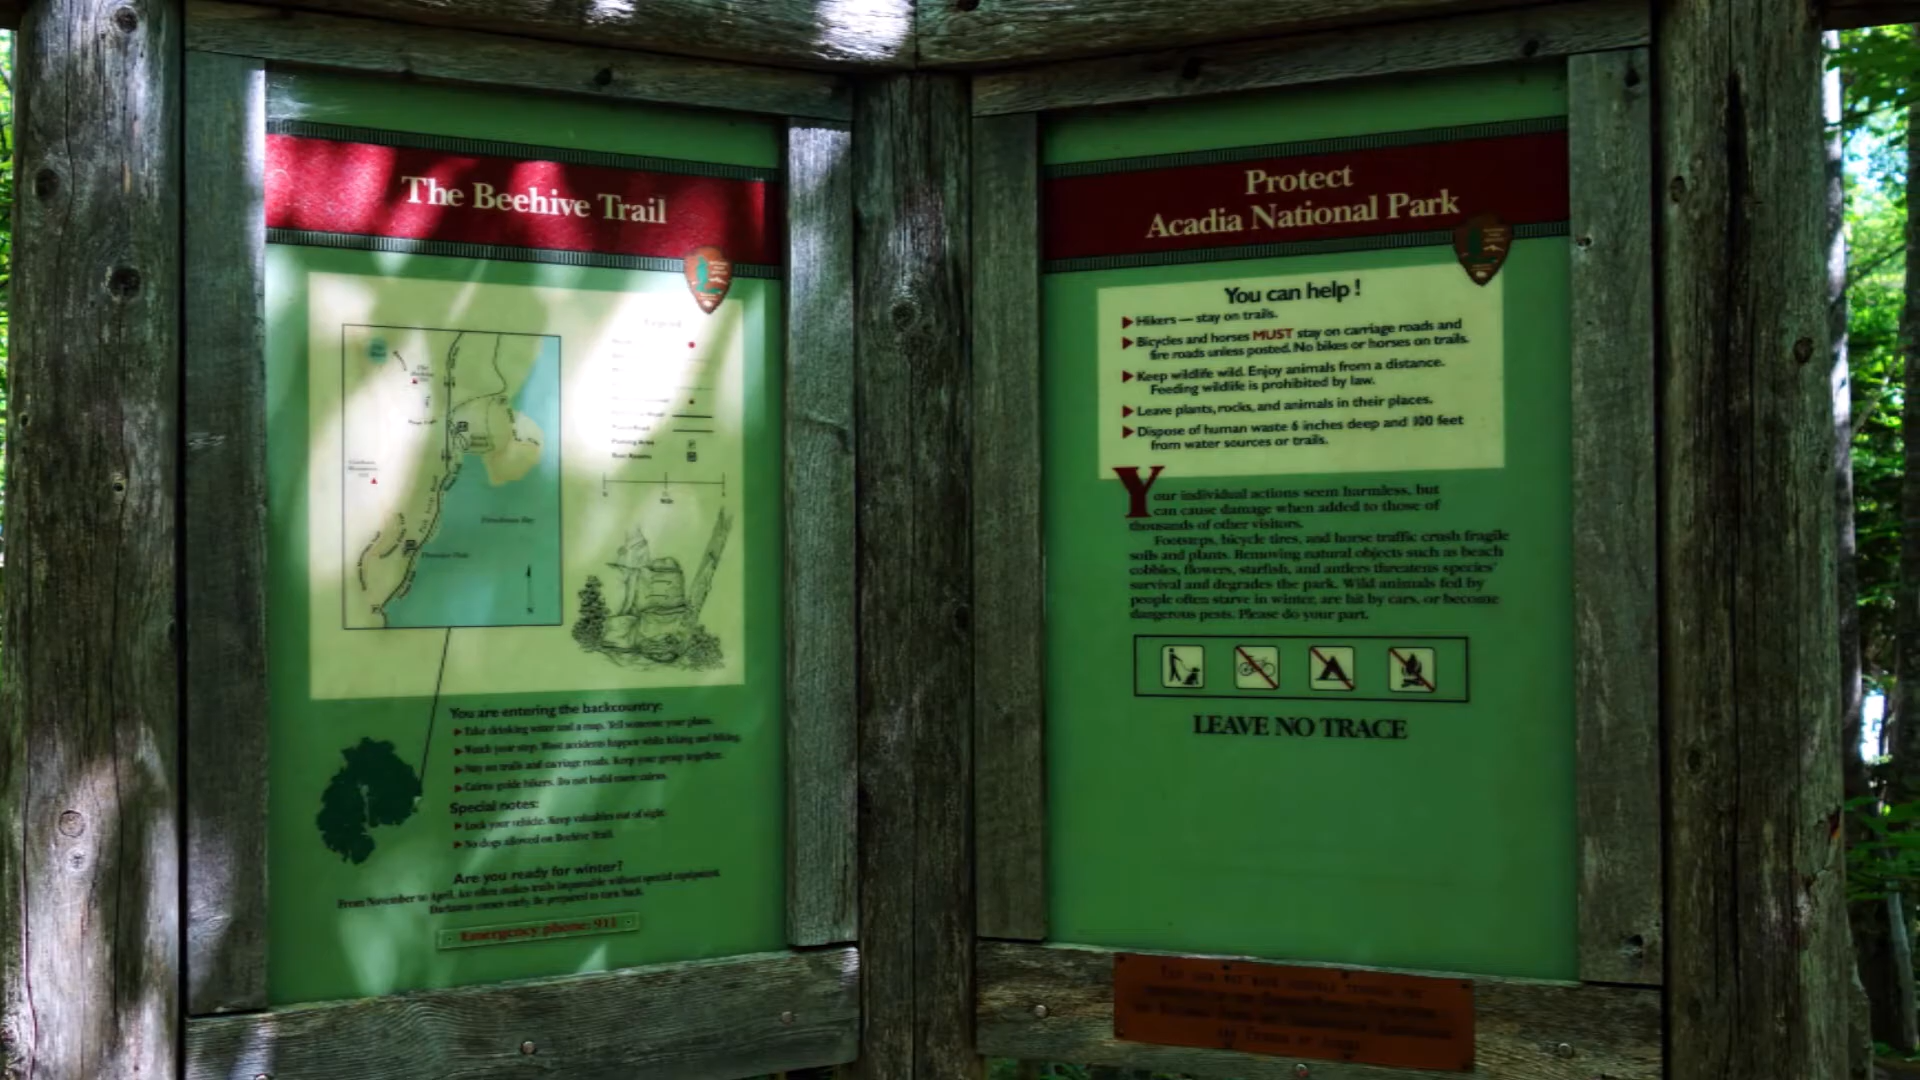 The Beehive Trail
Legend
Parking Area
Rest Rooms
Mile
N
You are entering the backcountry:
Take drinking water and a map. Tell someone your plans.
Watch your step. Most accidents happen while hiking and biking.
Stay on trails and carriage roads. Keep your group together.
Cairns guide hikers. Do not build more cairns.
Special notes:
Lock your vehicle. Keep valuables out of sight.
No dogs allowed on Beehive Trail.
Are you ready for winter?
From November to April, ice often makes trails impassable without special equipment.
Darkness comes early. Be prepared to turn back.
Emergency phone: 911
Protect
Acadia National Park
You can help!
Hikers — stay on trails.
Bicycles and horses MUST stay on carriage roads and
fire roads unless posted. No bikes or horses on trails.
Keep wildlife wild. Enjoy animals from a distance.
Feeding wildlife is prohibited by law.
Leave plants, rocks, and animals in their places.
Dispose of human waste 6 inches deep and 100 feet
from water sources or trails.
Your individual actions seem harmless, but
can cause damage when added to those of
thousands of other visitors.
Footsteps, bicycle tires, and horse traffic crush fragile
soils and plants. Removing natural objects such as beach
cobbles, flowers, starfish, and antlers threatens species'
survival and degrades the park. Wild animals fed by
people often starve in winter, are hit by cars, or become
dangerous pests. Please do your part.
LEAVE NO TRACE